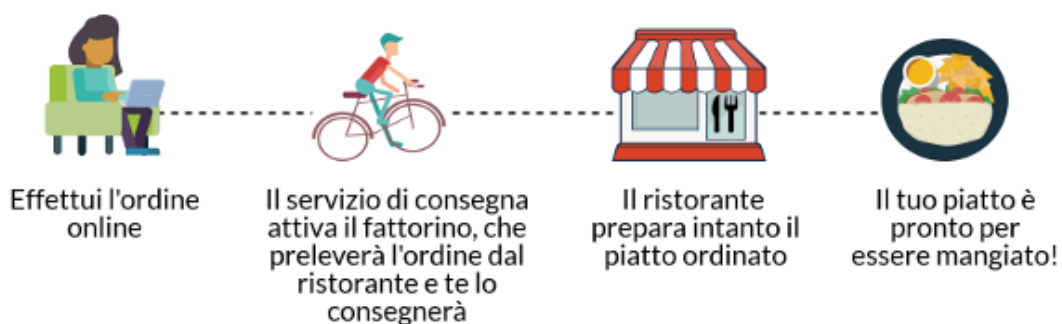 Effettui l'ordine
online
Il servizio di consegna
attiva il fattorino, che
preleverà l'ordine dal
ristorante e te lo
consegnerà
Il ristorante
prepara intanto il
piatto ordinato
Il tuo piatto è
pronto per
essere mangiato!